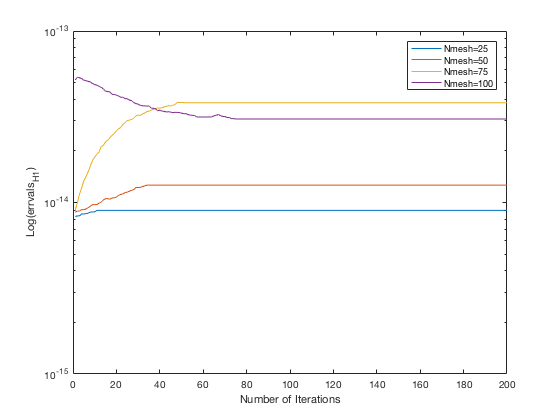 10^-13
10^-14
10^-15
Log(errvals_H1)
0 20 40 60 80 100 120 140 160 180 200
Number of Iterations
Nmesh=25
Nmesh=50
Nmesh=75
Nmesh=100